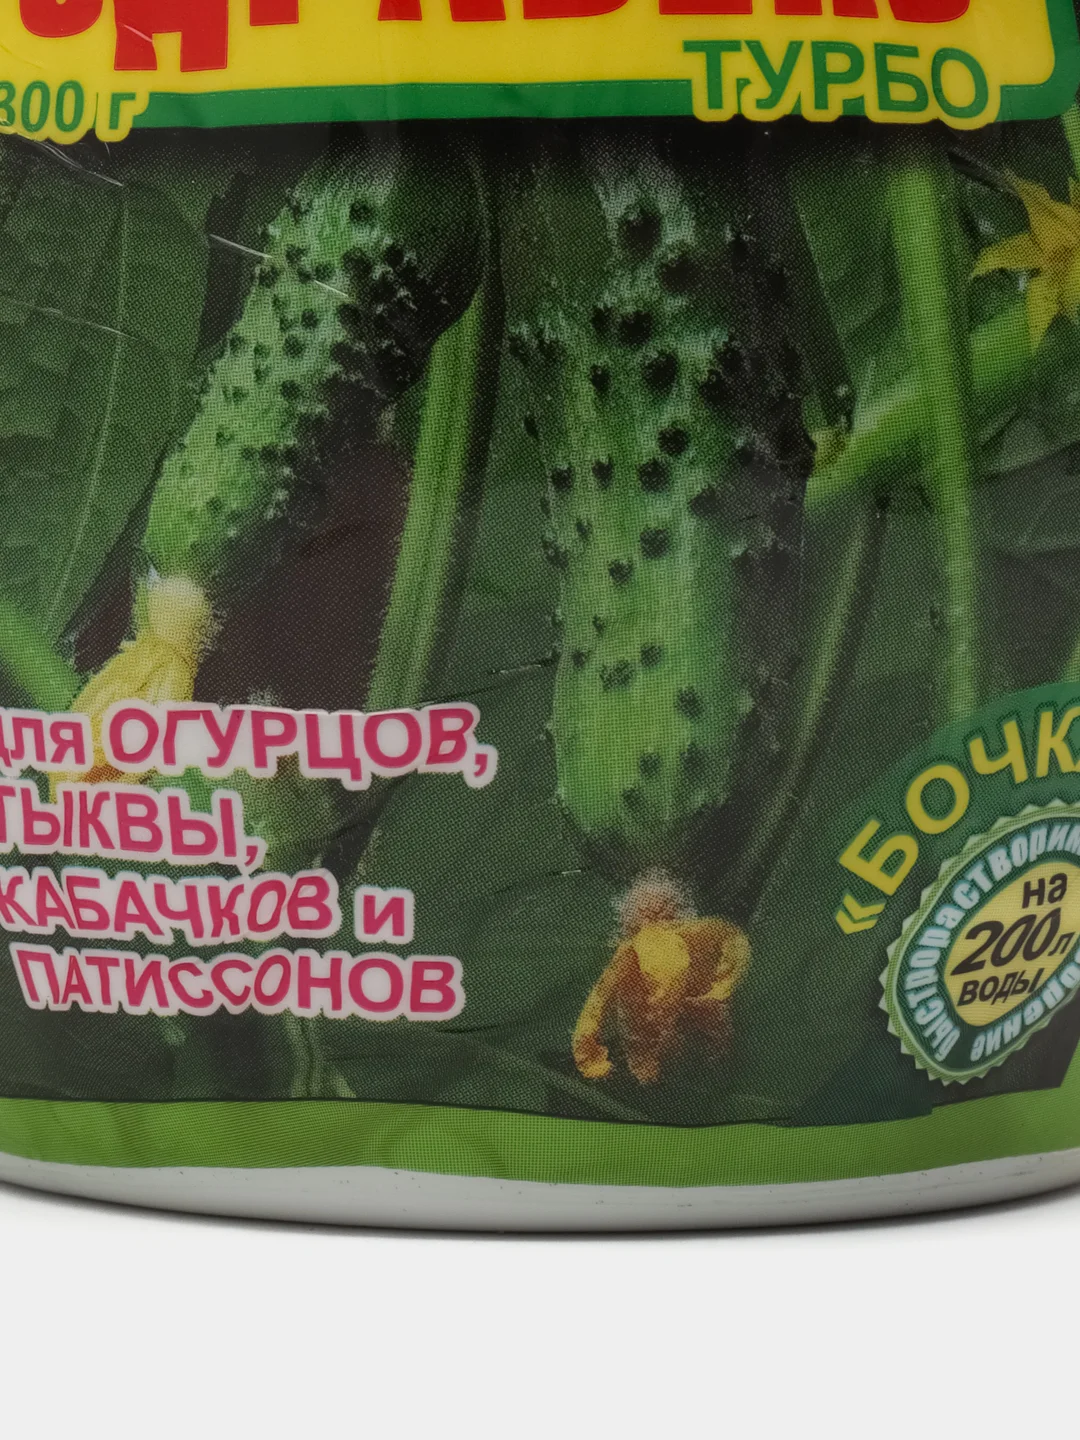 300 г
ТУРБО
для ОГУРЦОВ,
ТЫКВЫ,
КАБАЧКОВ и
ПАТИССОНОВ
«БОЧК
быстрорастворим
на
200л
воды